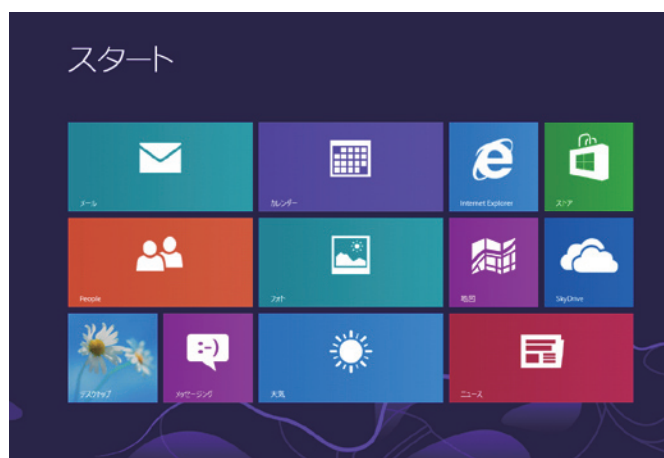 スタート
メール
カレンダー
Internet Explorer
ストア
People
フォト
地図
SkyDrive
デスクトップ
メッセージング
天気
ニュース